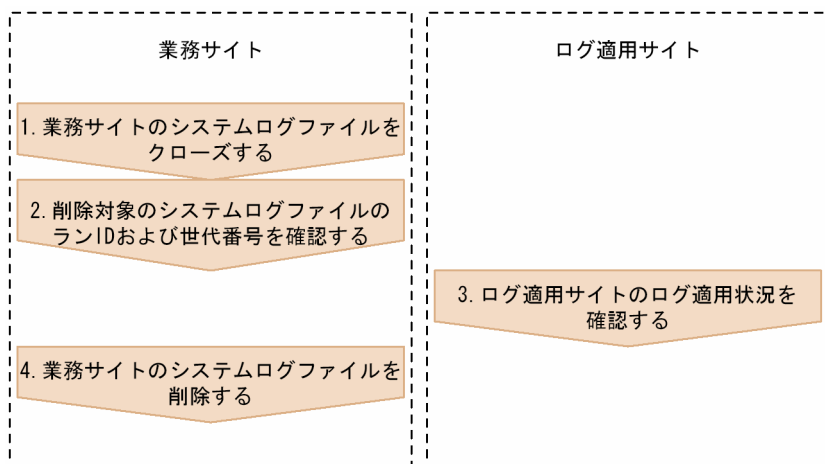 業務サイト
ログ適用サイト
1.業務サイトのシステムログファイルを
クローズする
2.削除対象のシステムログファイルの
ランIDおよび世代番号を確認する
3.ログ適用サイトのログ適用状況を
確認する
4.業務サイトのシステムログファイルを
削除する